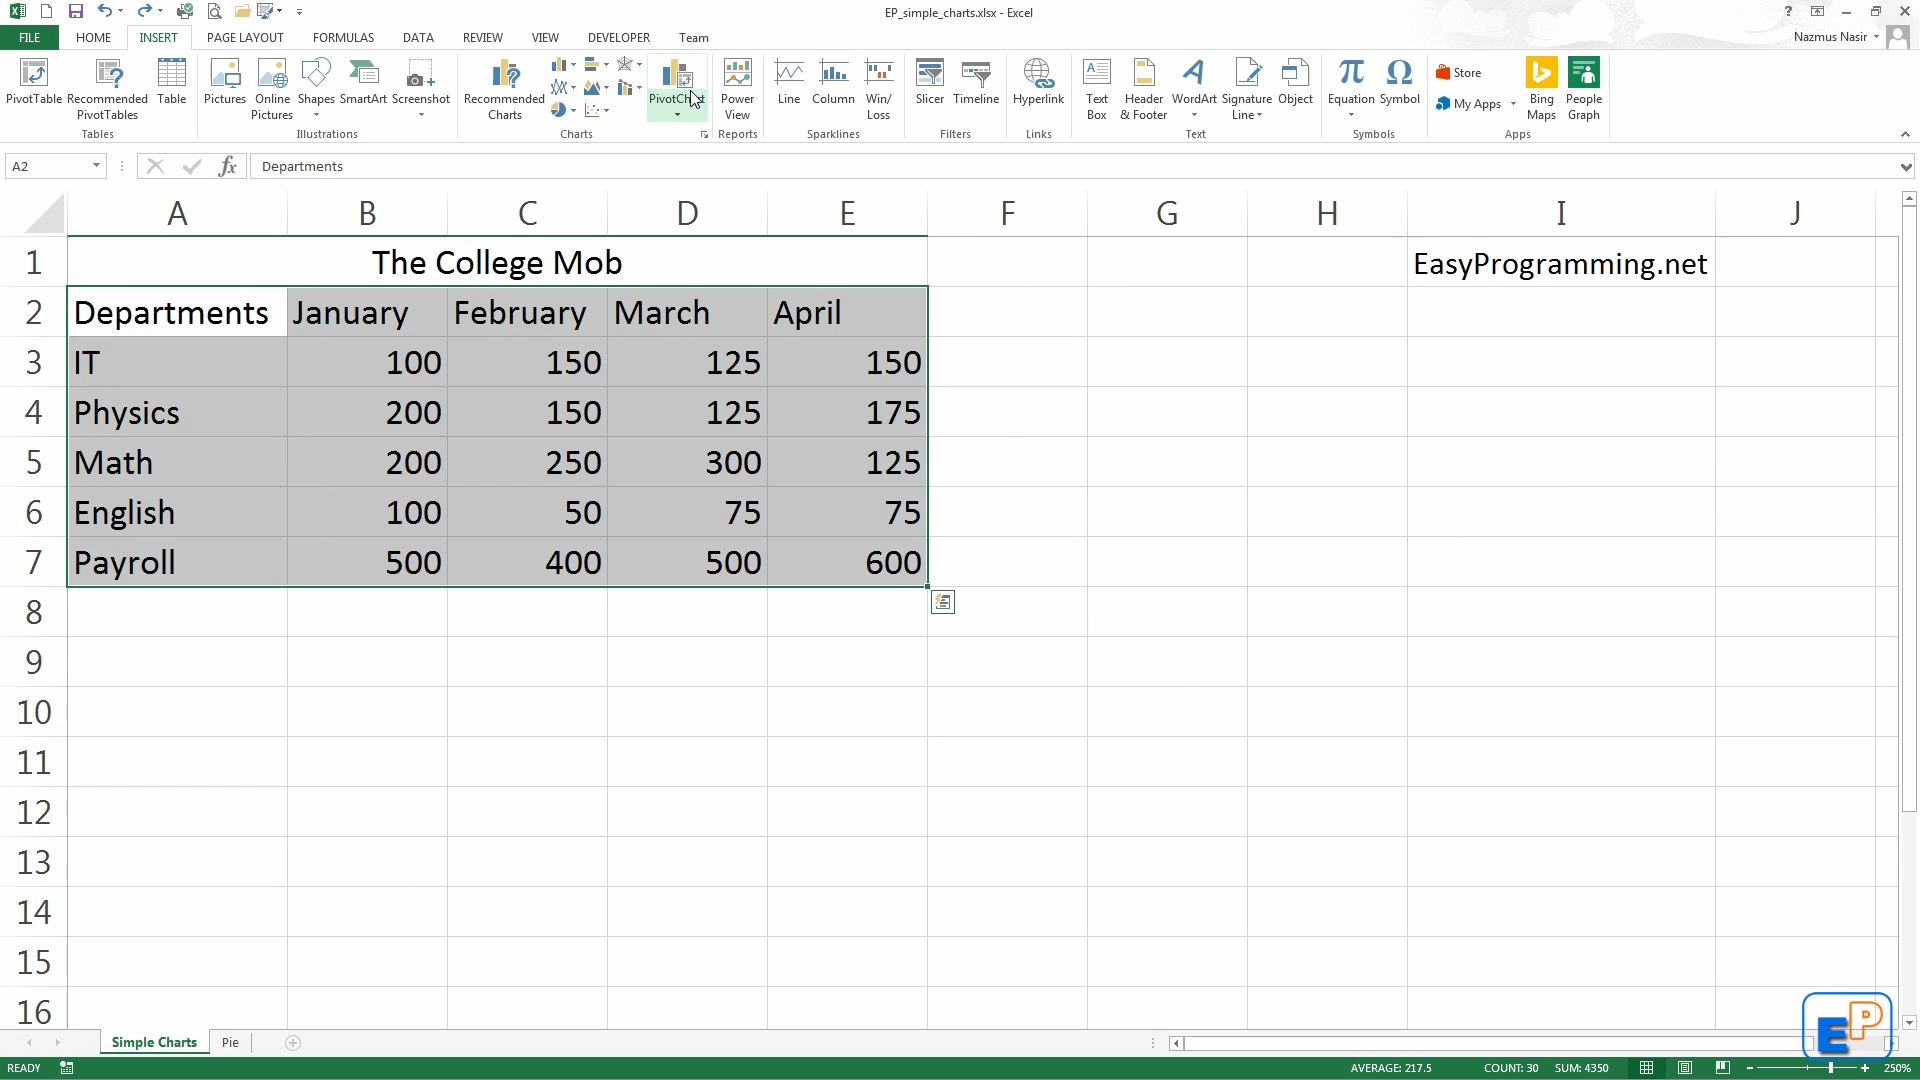 EP_simple_charts.xlsx - Excel
?
FILE HOME INSERT PAGE LAYOUT FORMULAS DATA REVIEW VIEW DEVELOPER Team
Nazmus Nasir
PivotTable Recommended PivotTables Table Pictures Online Pictures Shapes SmartArt Screenshot Recommended Charts PivotChart Power View Line Column Win/ Loss Slicer Timeline Hyperlink Text Box Header & Footer WordArt Signature Line Object Equation Symbol Store My Apps Bing Maps People Graph
Tables Illustrations Charts Reports Sparklines Filters Links Text Symbols Apps
A2 fx Departments
A B C D E F G H I J
1 The College Mob EasyProgramming.net
2 Departments January February March April
3 IT 100 150 125 150
4 Physics 200 150 125 175
5 Math 200 250 300 125
6 English 100 50 75 75
7 Payroll 500 400 500 600
8
9
10
11
12
13
14
15
16
Simple Charts Pie
EP
READY AVERAGE: 217.5 COUNT: 30 SUM: 4350 250%